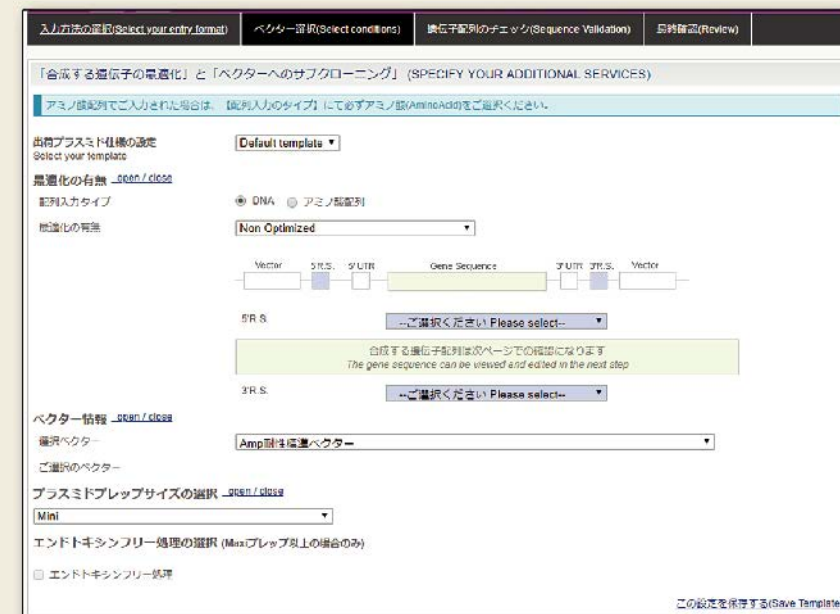 入力方法の選択(Select your entry format)
ベクター選択(Select conditions)
遺伝子配列のチェック(Sequence Validation)
最終確認(Review)
「合成する遺伝子の最適化」と「ベクターへのサブクローニング」 (SPECIFY YOUR ADDITIONAL SERVICES)
アミノ酸配列でご入力された場合は、【配列入力のタイプ】にて必ずアミノ酸(AminoAcid)をご選択ください。
出荷プラスミド仕様の設定
Default template
Select your template
最適化の有無 open / close
配列入力タイプ
DNA
アミノ酸配列
最適化の有無
Non Optimized
Vector 5'R.S. 5'UTR Gene Sequence 3'UTR 3'R.S. Vector
5'R.S.
--ご選択ください Please select--
合成する遺伝子配列は次ページでの確認になります
The gene sequence can be viewed and edited in the next step
3'R.S.
--ご選択ください Please select--
ベクター情報 open / close
選択ベクター
Amp耐性標準ベクター
ご選択のベクター
プラスミドプレップサイズの選択 open / close
Mini
エンドトキシンフリー処理の選択 (Maxiプレップ以上の場合のみ)
エンドトキシンフリー処理
この設定を保存する(Save Template